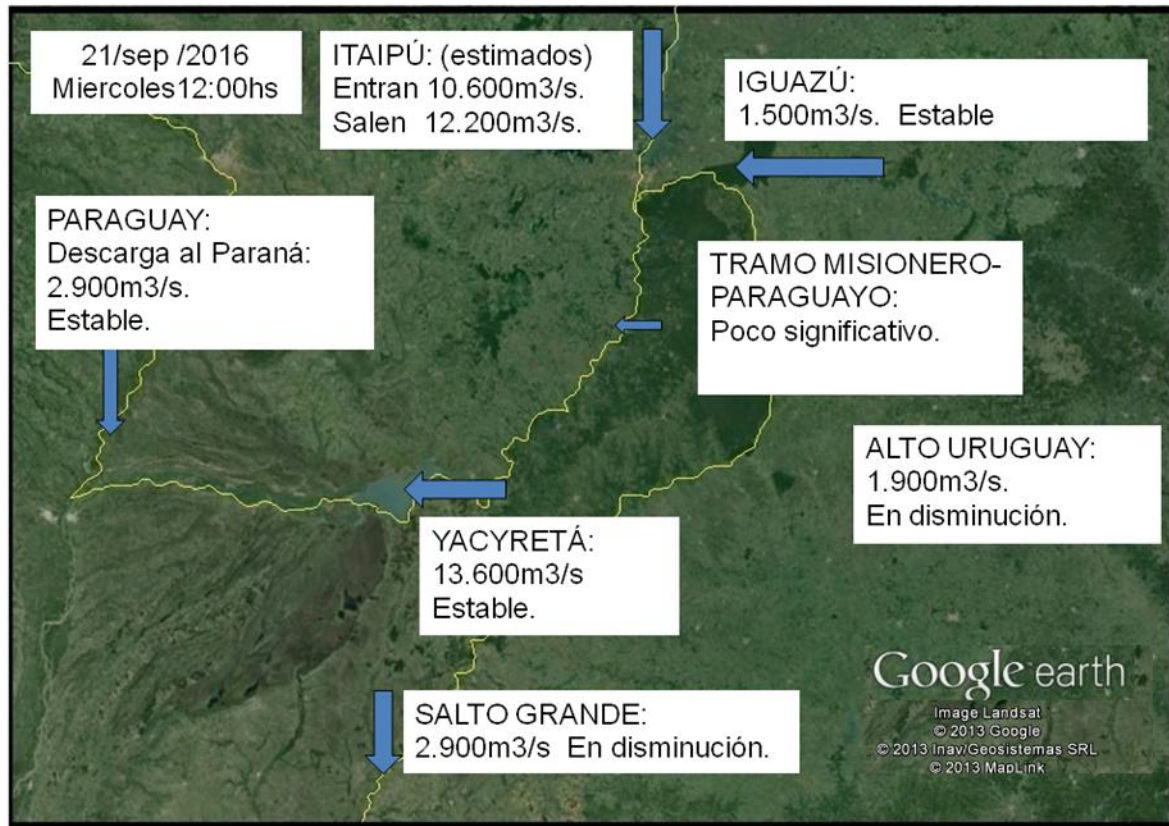 21/sep /2016
Miercoles12:00hs
ITAIPÚ: (estimados)
Entran 10.600m3/s.
Salen 12.200m3/s.
IGUAZÚ:
1.500m3/s. Estable
PARAGUAY:
Descarga al Paraná:
2.900m3/s.
Estable.
TRAMO MISIONERO-
PARAGUAYO:
Poco significativo.
ALTO URUGUAY:
1.900m3/s.
En disminución.
YACYRETÁ:
13.600m3/s
Estable.
SALTO GRANDE:
2.900m3/s En disminución.
Google earth
Image Landsat
© 2013 Google
© 2013 Inav/Geosistemas SRL
© 2013 MapLink